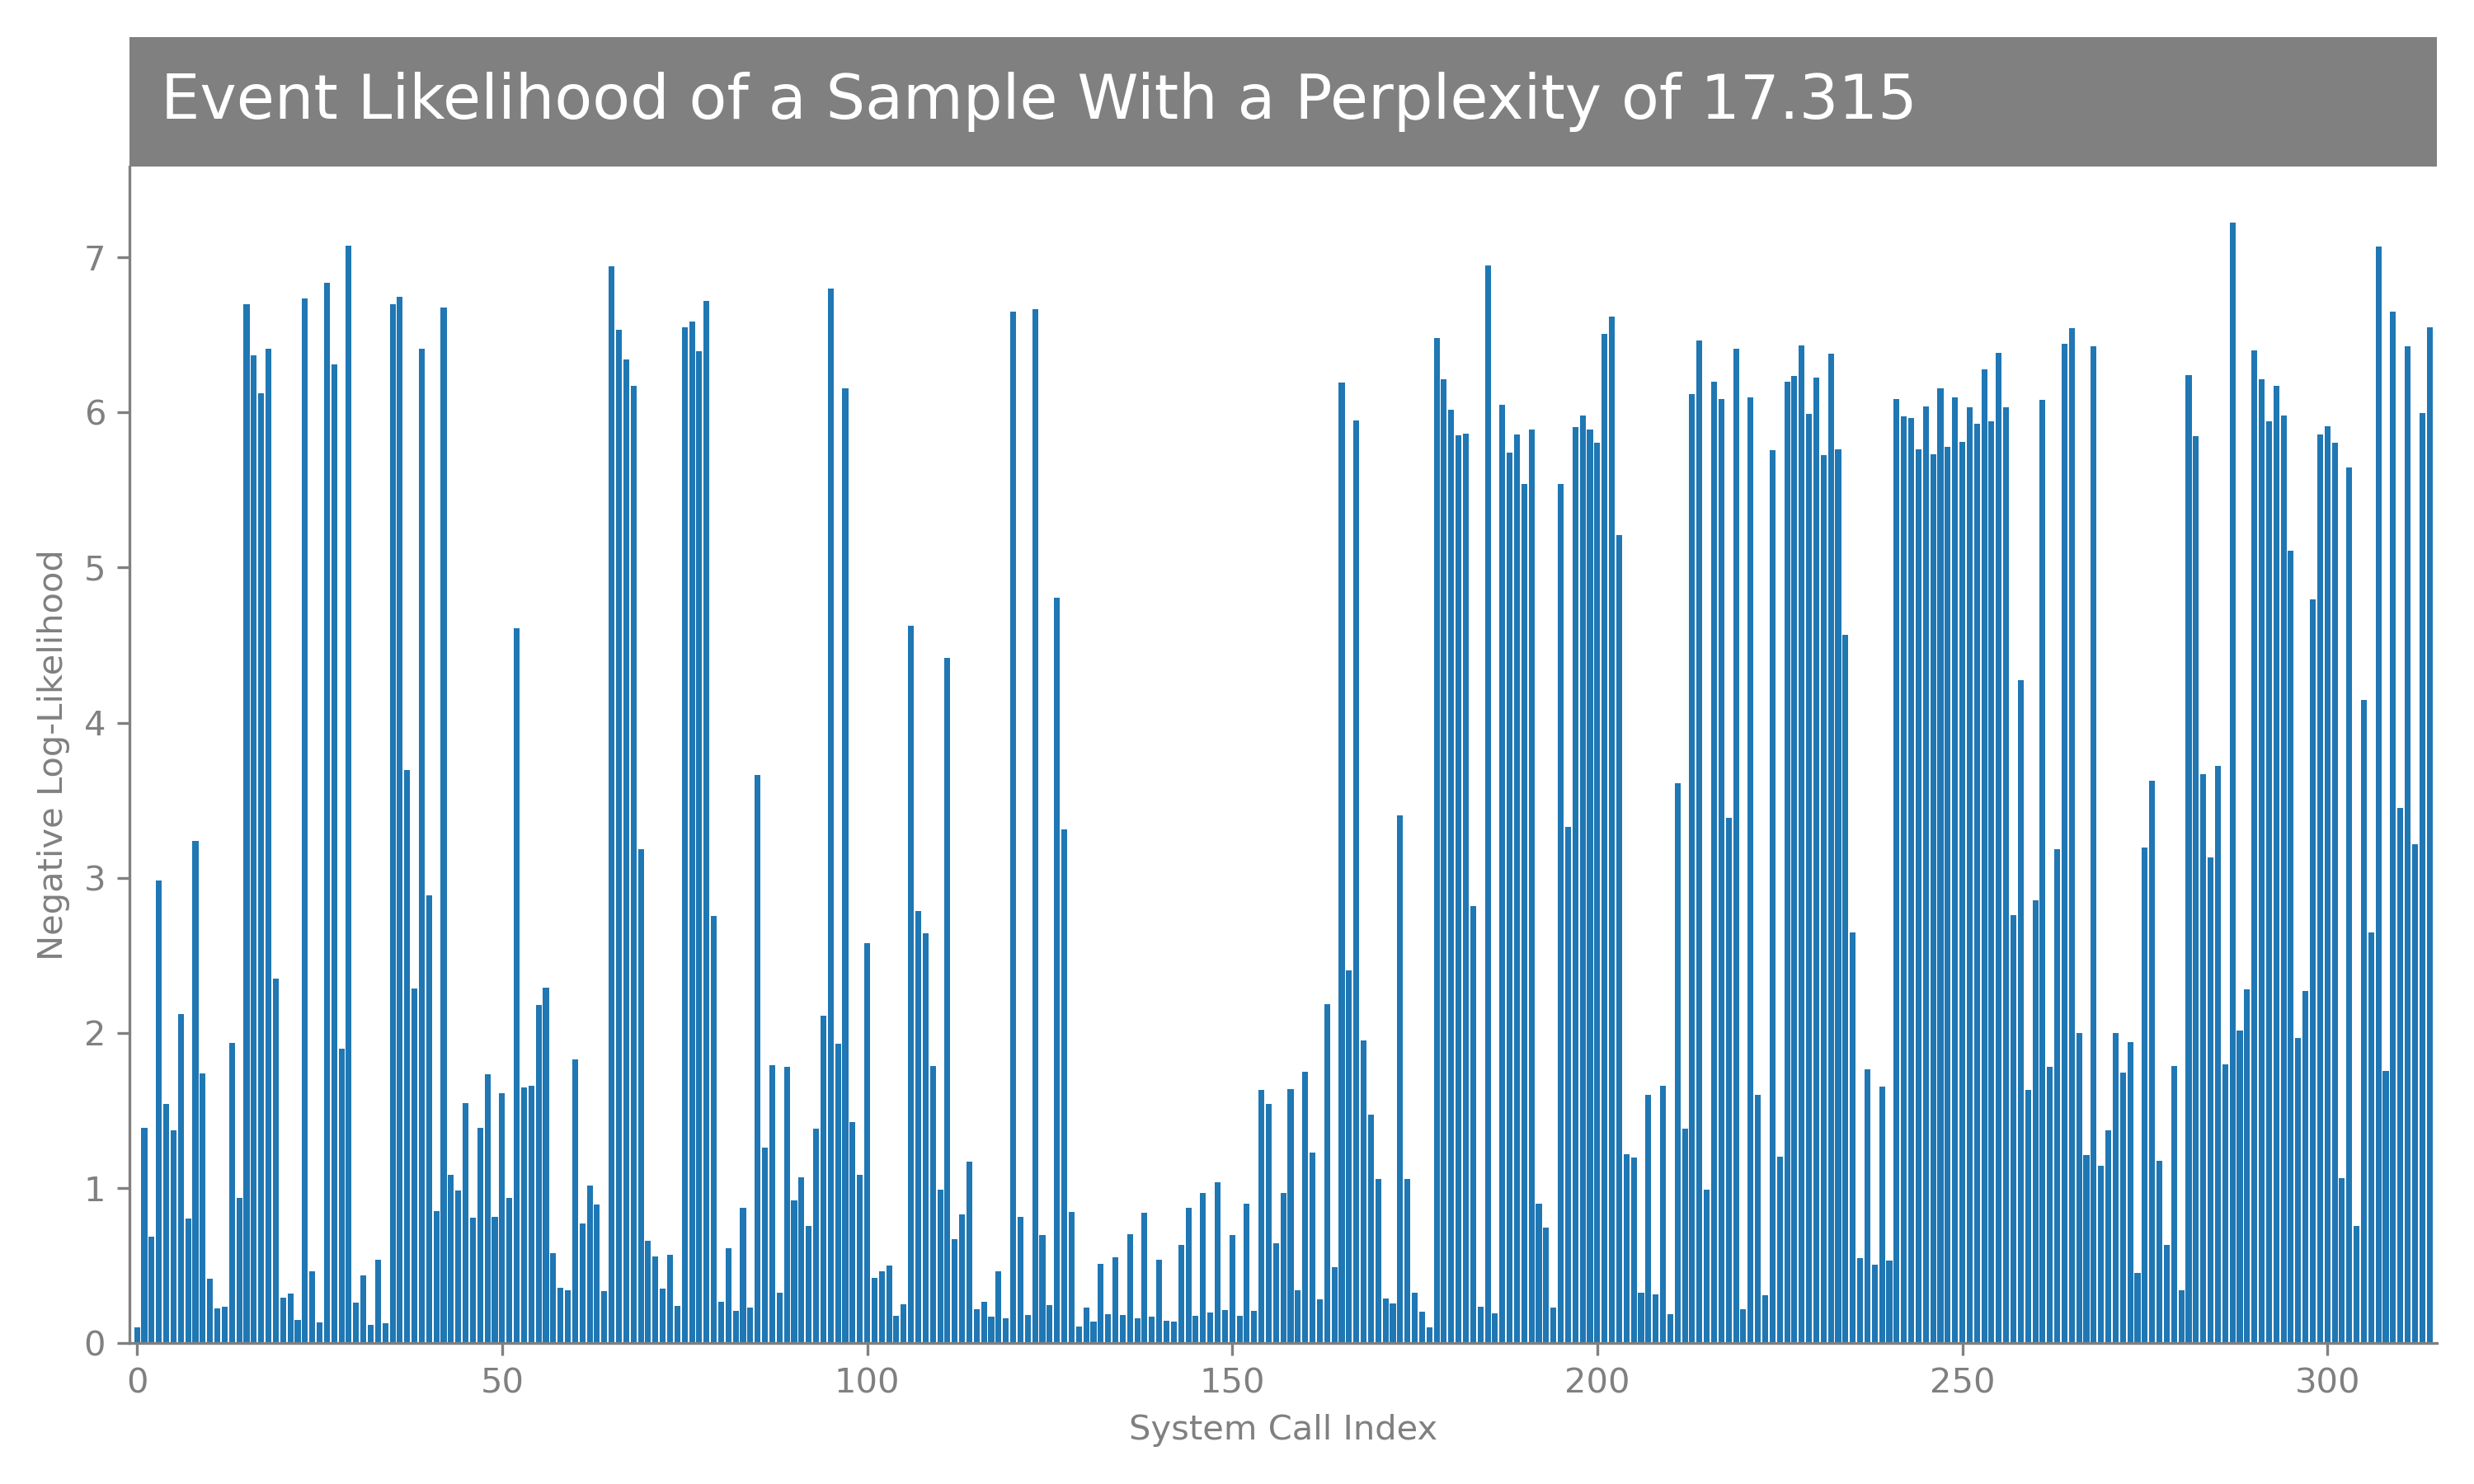 Event Likelihood of a Sample With a Perplexity of 17.315
Negative Log-Likelihood
7
6
5
4
3
2
1
0
0 50 100 150 200 250 300
System Call Index